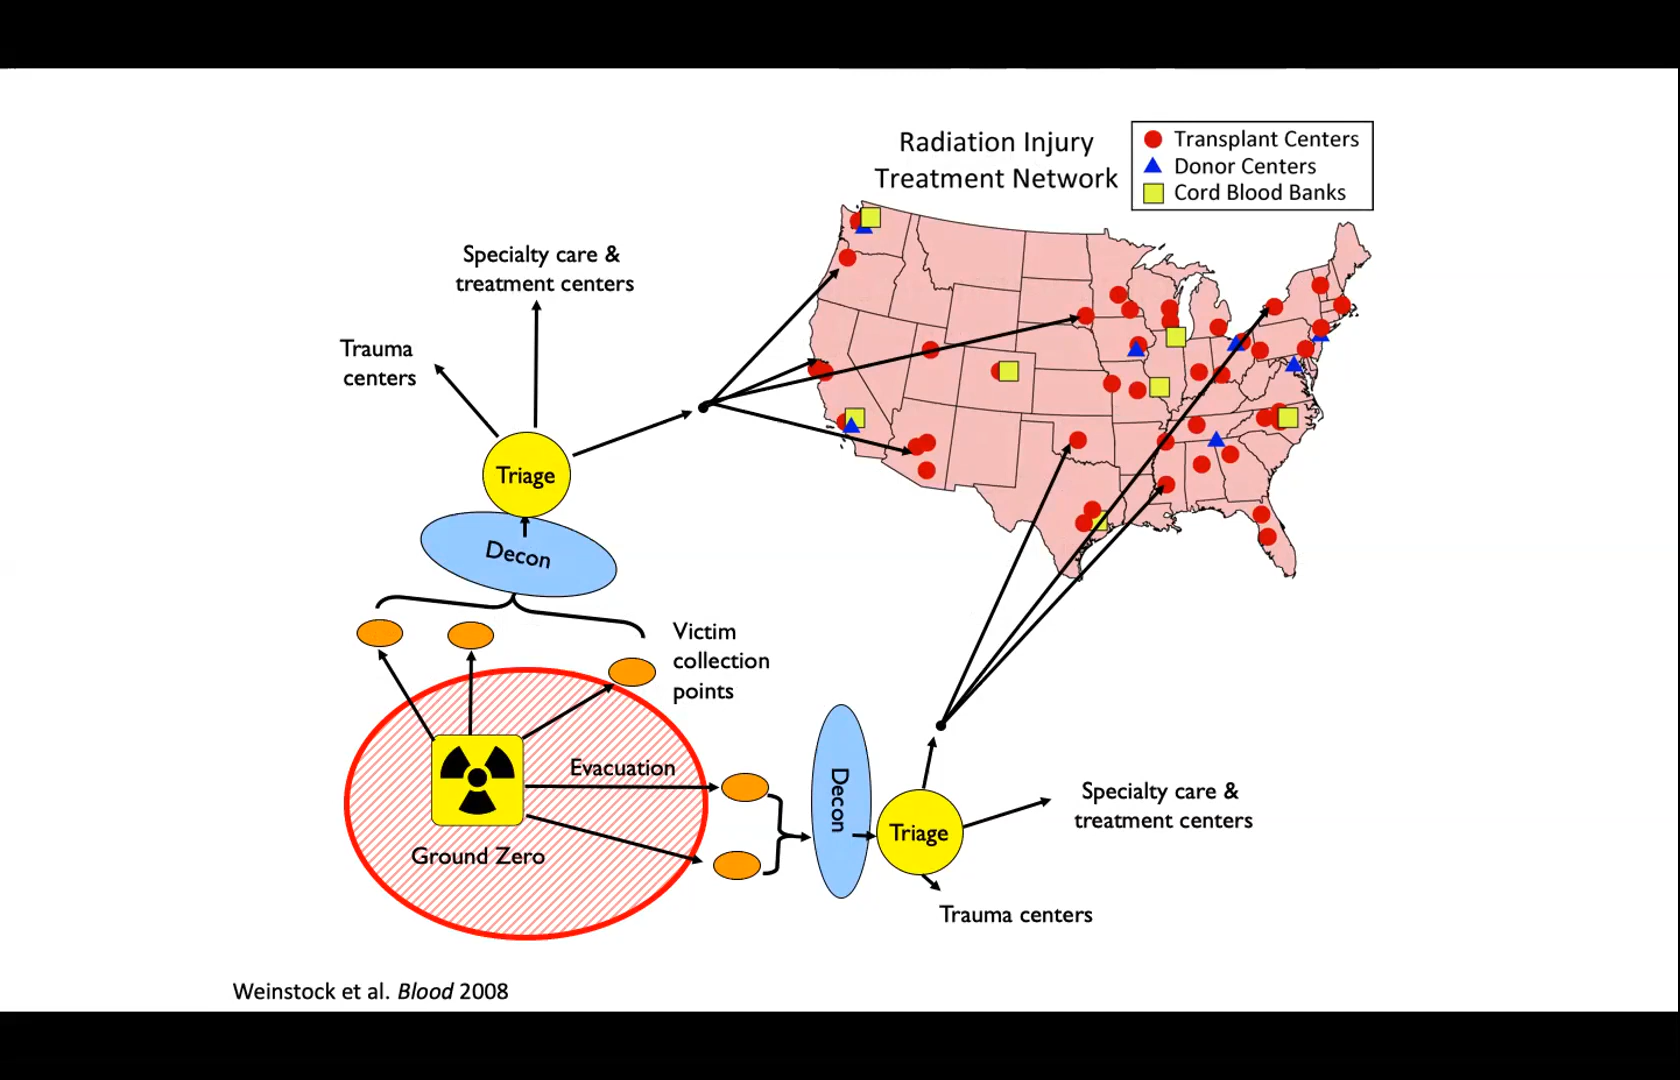 Radiation Injury
Treatment Network
Transplant Centers
Donor Centers
Cord Blood Banks
Specialty care &
treatment centers
Trauma
centers
Triage
Decon
Victim
collection
points
Evacuation
Ground Zero
Decon
Triage
Specialty care &
treatment centers
Trauma centers
Weinstock et al. Blood 2008